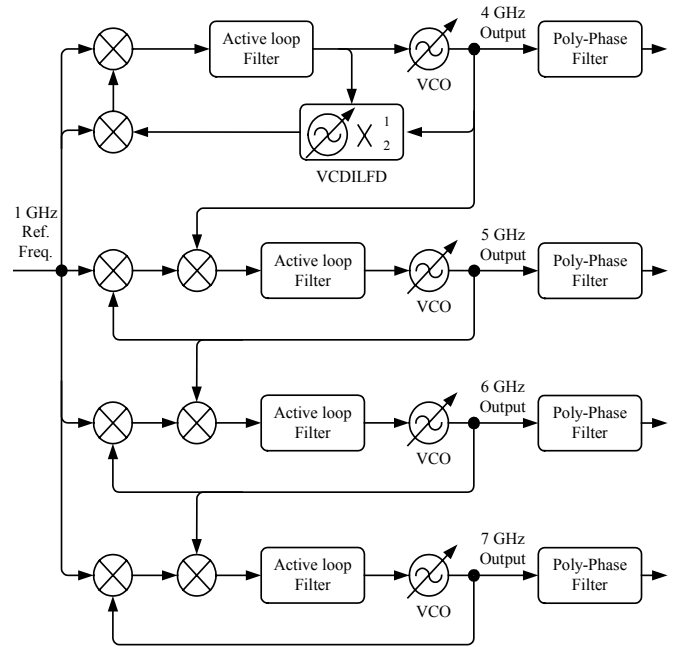 4 GHz
Output
Active loop
Filter
Poly-Phase
Filter
VCO
1
2
VCDILFD
1 GHz
Ref.
Freq.
5 GHz
Output
Active loop
Filter
Poly-Phase
Filter
VCO
6 GHz
Output
Active loop
Filter
Poly-Phase
Filter
VCO
7 GHz
Output
Active loop
Filter
Poly-Phase
Filter
VCO